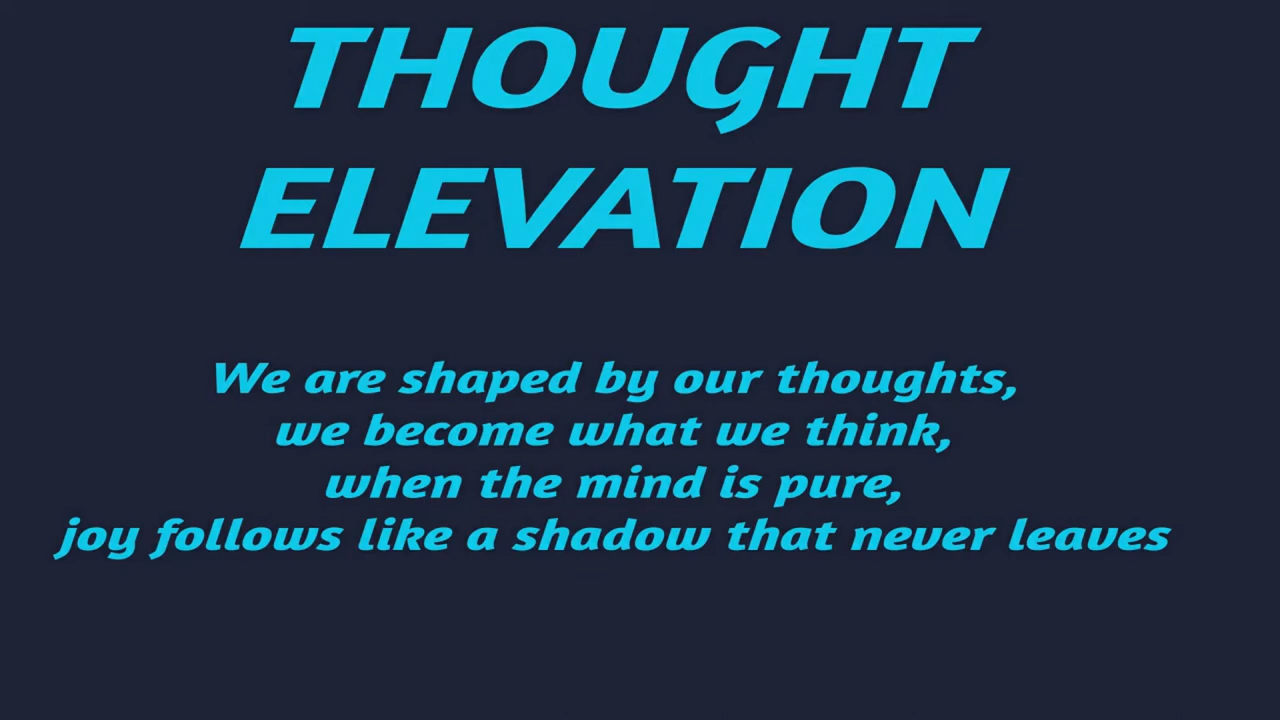 THOUGHT
ELEVATION
We are shaped by our thoughts,
we become what we think,
when the mind is pure,
joy follows like a shadow that never leaves